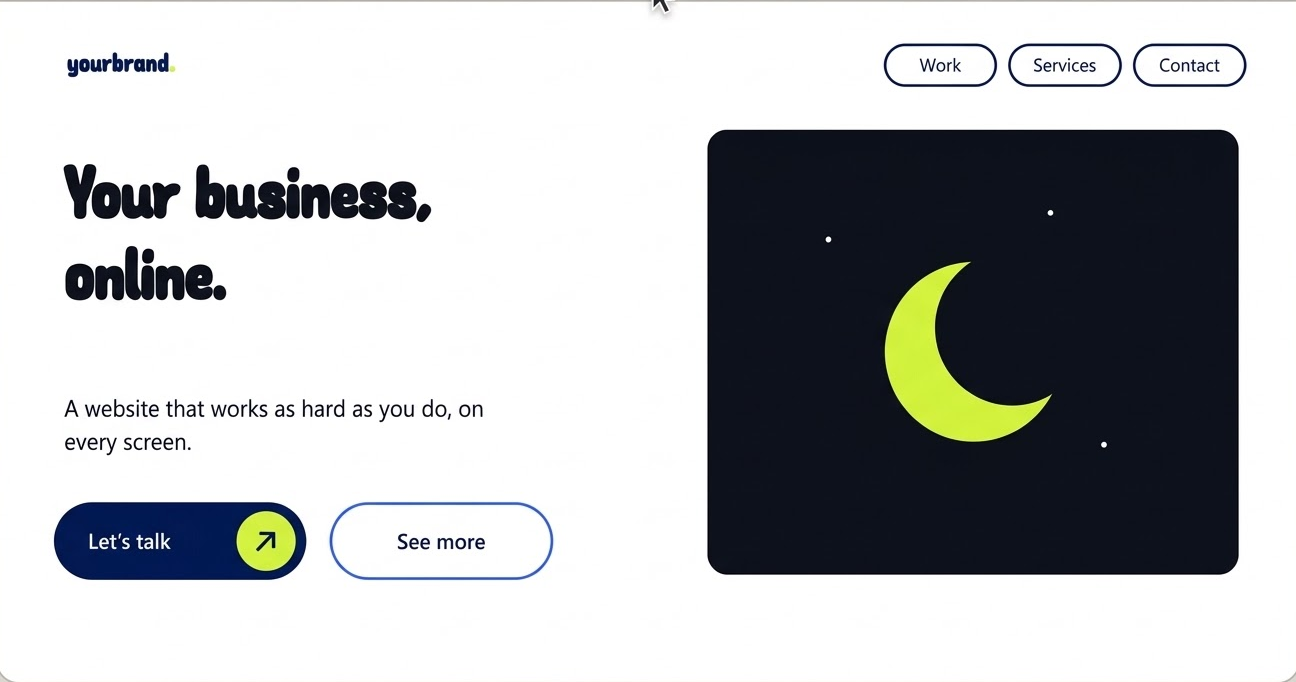 yourbrand.
Work
Services
Contact
Your business,
online.
A website that works as hard as you do, on
every screen.
Let's talk
See more